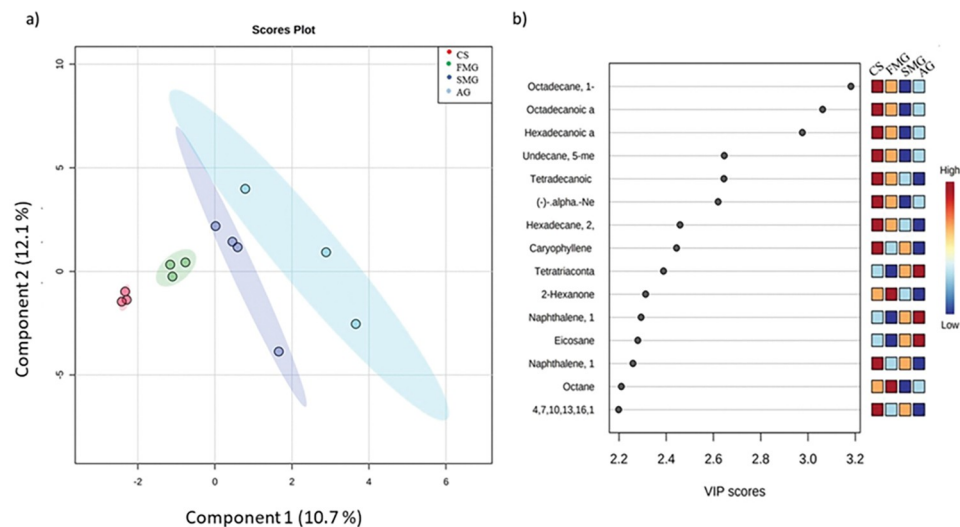 a)
Scores Plot
CS
FMG
SMG
AG
10
5
0
-5
-2
0
2
4
6
Component 2 (12.1 %)
Component 1 (10.7 %)
b)
CS
FMG
SMG
AG
Octadecane, 1-
Octadecanoic a
Hexadecanoic a
Undecane, 5-me
Tetradecanoic
(-)-.alpha.-Ne
Hexadecane, 2,
Caryophyllene
Tetratriaconta
2-Hexanone
Naphthalene, 1
Eicosane
Naphthalene, 1
Octane
4,7,10,13,16,1
2.2 2.4 2.6 2.8 3.0 3.2
VIP scores
High
Low